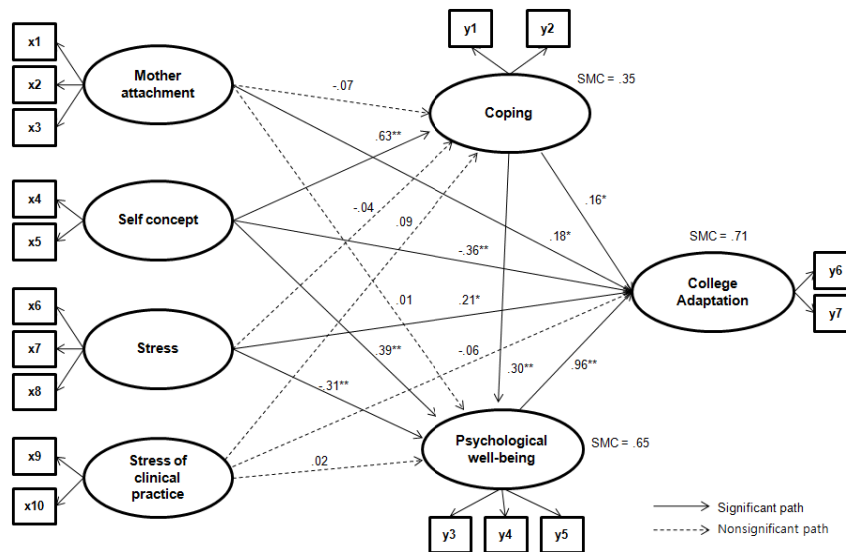 y1
y2
x1
x2
x3
Mother
attachment
-.07
Coping
SMC = .35
.63**
x4
x5
Self concept
-.04
.09
.16*
.18*
SMC = .71
-.36**
College
Adaptation
y6
y7
x6
x7
x8
Stress
.01
.21*
.39**
-.06
-.31**
.30**
.96**
x9
x10
Stress of
clinical
practice
.02
Psychological
well-being
SMC = .65
y3
y4
y5
Significant path
Nonsignificant path